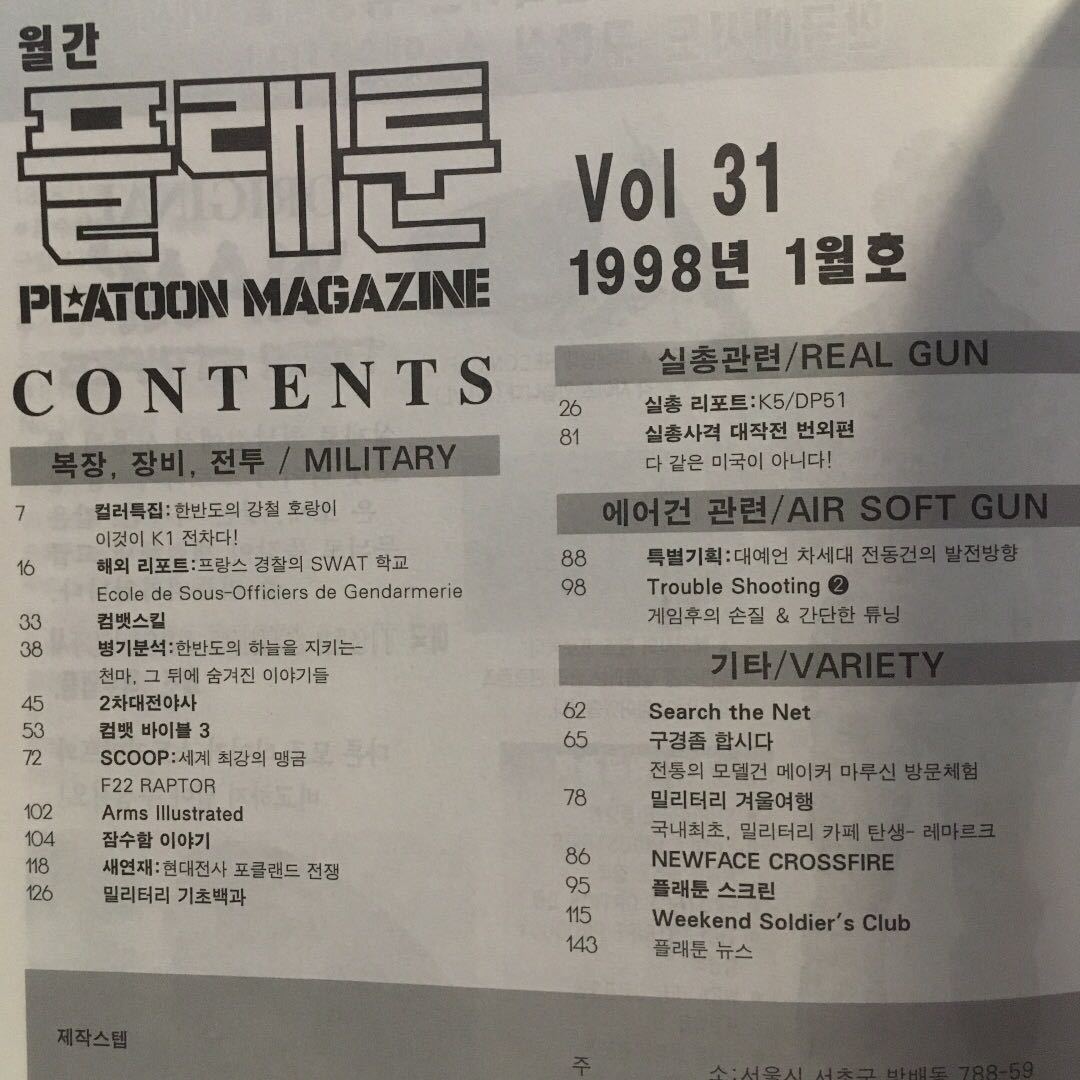 월간
플래툰
PLATOON MAGAZINE
Vol 31
1998년 1월호
CONTENTS
복장, 장비, 전투 / MILITARY
7 컬러특집:한반도의 강철 호랑이
이것이 K1 전차다!
16 해외 리포트:프랑스 경찰의 SWAT 학교
Ecole de Sous-Officiers de Gendarmerie
33 컴뱃스킬
38 병기분석:한반도의 하늘을 지키는-
천마, 그 뒤에 숨겨진 이야기들
45 2차대전야사
53 컴뱃 바이블 3
72 SCOOP:세계 최강의 맹금
F22 RAPTOR
102 Arms Illustrated
104 잠수함 이야기
118 새연재:현대전사 포클랜드 전쟁
126 밀리터리 기초백과
실총관련/REAL GUN
26 실총 리포트:K5/DP51
81 실총사격 대작전 번외편
다 같은 미국이 아니다!
에어건 관련/AIR SOFT GUN
88 특별기획:대예언 차세대 전동건의 발전방향
98 Trouble Shooting ❷
게임후의 손질 & 간단한 튜닝
기타/VARIETY
62 Search the Net
65 구경좀 합시다
전통의 모델건 메이커 마루신 방문체험
78 밀리터리 겨울여행
국내최초, 밀리터리 카페 탄생- 레마르크
86 NEWFACE CROSSFIRE
95 플래툰 스크린
115 Weekend Soldier's Club
143 플래툰 뉴스
제작스텝
주 소:서울시 서초구 방배동 788-59